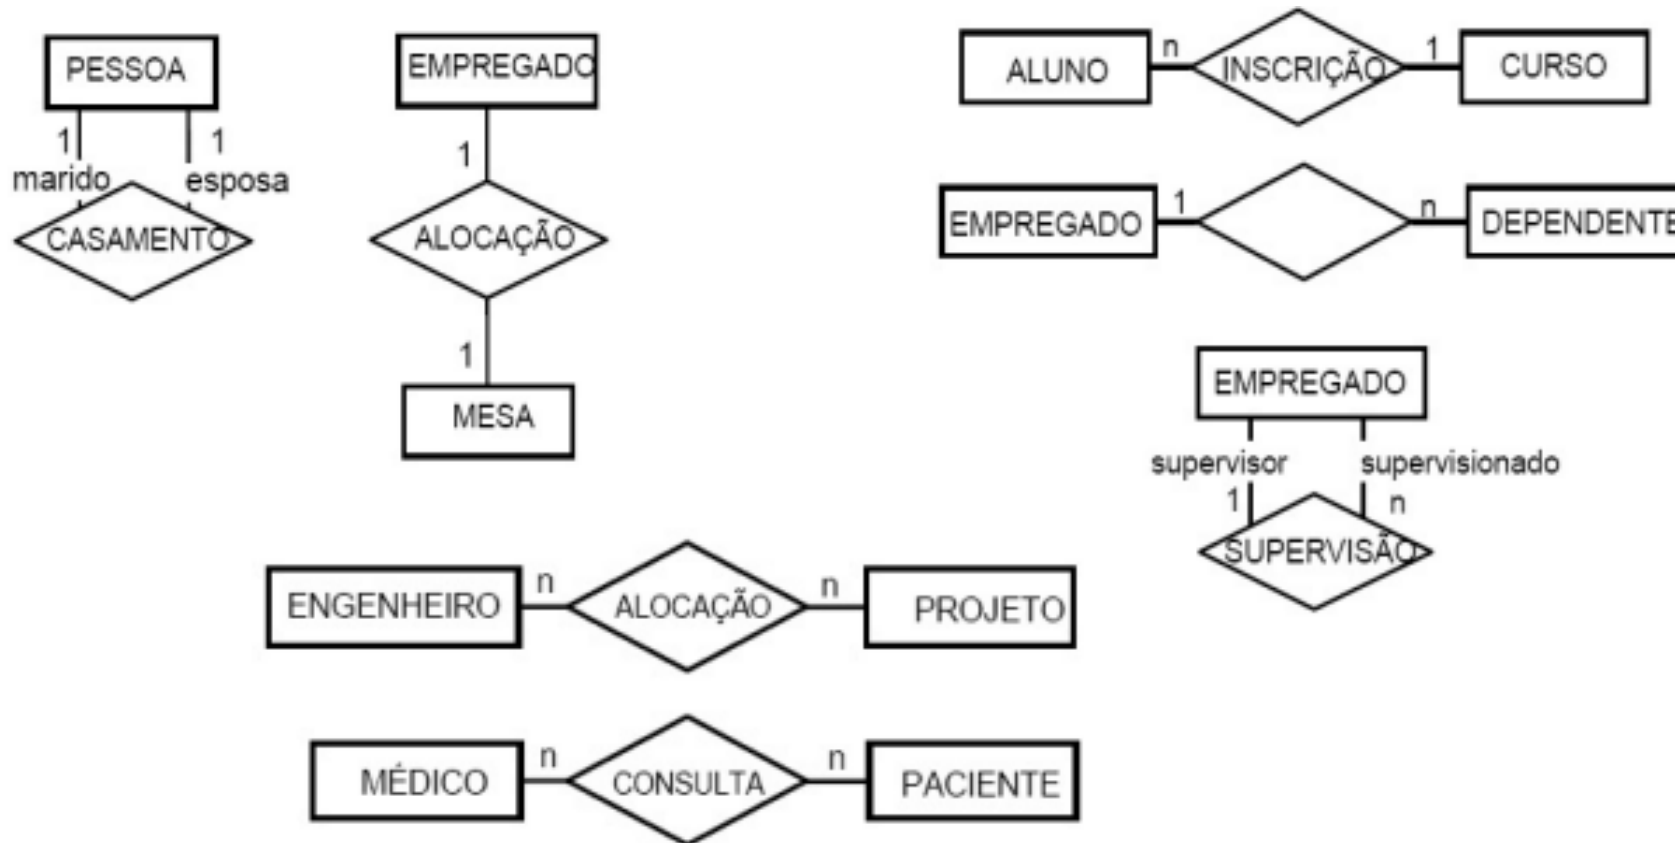 PESSOA
1 1
marido esposa
CASAMENTO
EMPREGADO
1
ALOCAÇÃO
1
MESA
ALUNO n INSCRIÇÃO 1 CURSO
EMPREGADO 1 n DEPENDENTE
EMPREGADO
supervisor supervisionado
1 n
SUPERVISÃO
ENGENHEIRO n ALOCAÇÃO n PROJETO
MÉDICO n CONSULTA n PACIENTE